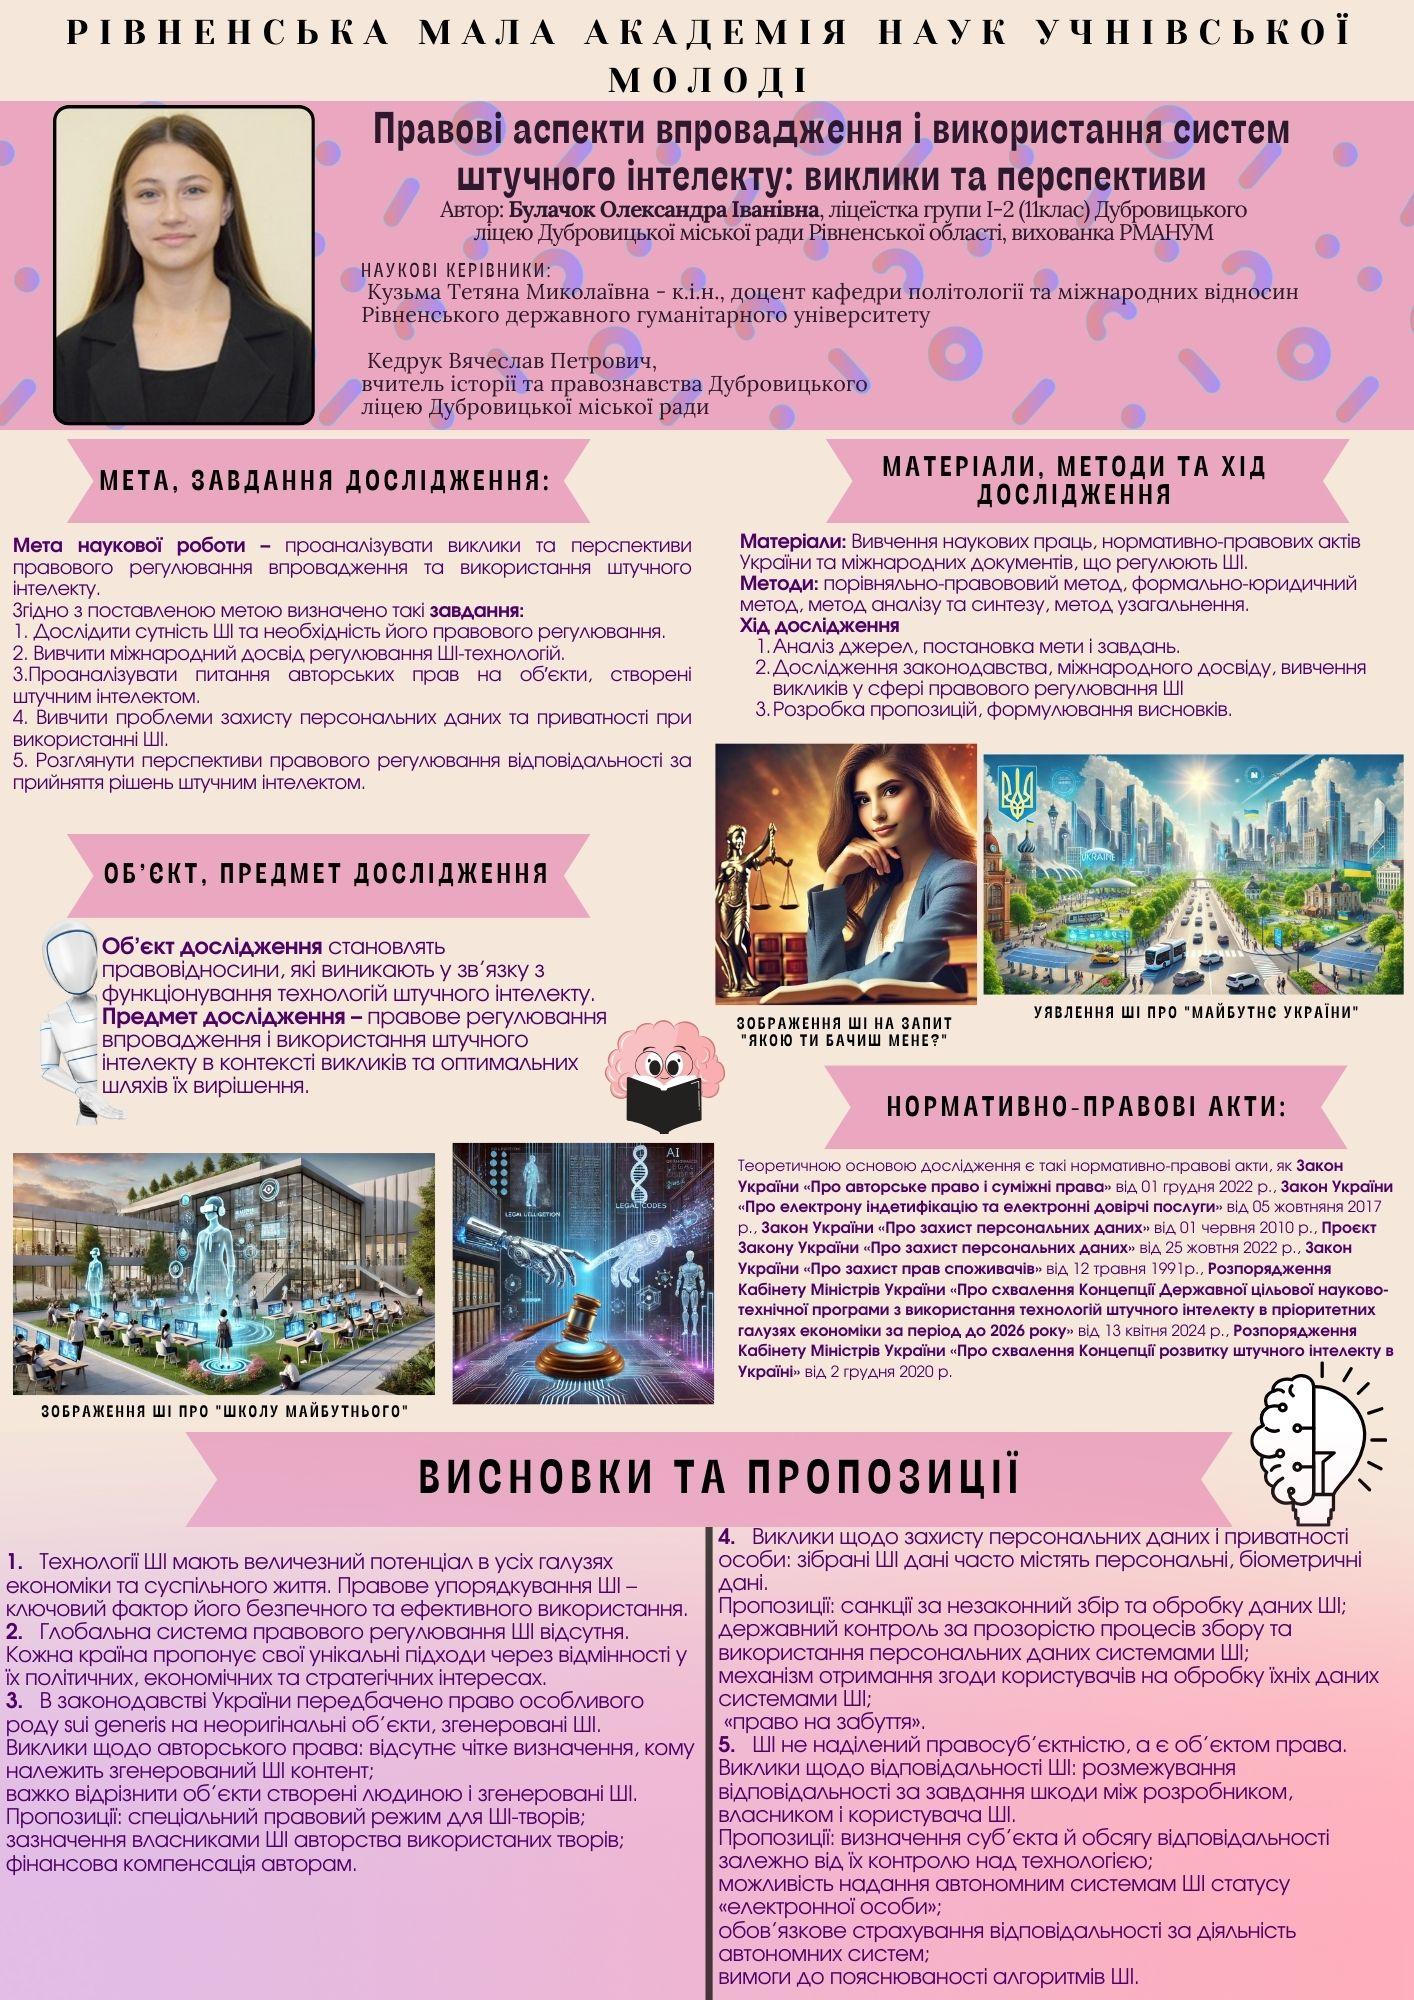 РІВНЕНСЬКА МАЛА АКАДЕМІЯ НАУК УЧНІВСЬКОЇ
МОЛОДІ
Правові аспекти впровадження і використання систем
штучного інтелекту: виклики та перспективи
Автор: Булачок Олександра Іванівна, ліцеїстка групи І-2 (11клас) Дубровицького
ліцею Дубровицької міської ради Рівненської області, вихованка РМАНУМ
НАУКОВІ КЕРІВНИКИ:
Кузьма Тетяна Миколаївна - к.і.н., доцент кафедри політології та міжнародних відносин
Рівненського державного гуманітарного університету
Кедрук Вячеслав Петрович,
вчитель історії та правознавства Дубровицького
ліцею Дубровицької міської ради
МЕТА, ЗАВДАННЯ ДОСЛІДЖЕННЯ:
Мета наукової роботи – проаналізувати виклики та перспективи
правового регулювання впровадження та використання штучного
інтелекту.
Згідно з поставленою метою визначено такі завдання:
1. Дослідити сутність ШІ та необхідність його правового регулювання.
2. Вивчити міжнародний досвід регулювання ШІ-технологій.
3.Проаналізувати питання авторських прав на об’єкти, створені
штучним інтелектом.
4. Вивчити проблеми захисту персональних даних та приватності при
використанні ШІ.
5. Розглянути перспективи правового регулювання відповідальності за
прийняття рішень штучним інтелектом.
ОБ’ЄКТ, ПРЕДМЕТ ДОСЛІДЖЕННЯ
Об’єкт дослідження становлять
правовідносини, які виникають у зв’язку з
функціонування технологій штучного інтелекту.
Предмет дослідження – правове регулювання
впровадження і використання штучного
інтелекту в контексті викликів та оптимальних
шляхів їх вирішення.
AI
LEGAL CODES
ЗОБРАЖЕННЯ ШІ ПРО "ШКОЛУ МАЙБУТНЬОГО"
МАТЕРІАЛИ, МЕТОДИ ТА ХІД
ДОСЛІДЖЕННЯ
Матеріали: Вивчення наукових праць, нормативно-правових актів
України та міжнародних документів, що регулюють ШІ.
Методи: порівняльно-правововий метод, формально-юридичний
метод, метод аналізу та синтезу, метод узагальнення.
Хід дослідження
1. Аналіз джерел, постановка мети і завдань.
2. Дослідження законодавства, міжнародного досвіду, вивчення
викликів у сфері правового регулювання ШІ
3. Розробка пропозицій, формулювання висновків.
UKRAINE
ЗОБРАЖЕННЯ ШІ НА ЗАПИТ
"ЯКОЮ ТИ БАЧИШ МЕНЕ?"
УЯВЛЕННЯ ШІ ПРО "МАЙБУТНЄ УКРАЇНИ"
НОРМАТИВНО-ПРАВОВІ АКТИ:
Теоретичною основою дослідження є такі нормативно-правові акти, як Закон
України «Про авторське право і суміжні права» від 01 грудня 2022 р., Закон України
«Про електрону індетифікацію та електронні довірчі послуги» від 05 жовтняня 2017
р., Закон України «Про захист персональних даних» від 01 червня 2010 р., Проєкт
Закону України «Про захист персональних даних» від 25 жовтня 2022 р., Закон
України «Про захист прав споживачів» від 12 травня 1991р., Розпорядження
Кабінету Міністрів України «Про схвалення Концепції Державної цільової науково-
технічної програми з використання технологій штучного інтелекту в пріоритетних
галузях економіки за період до 2026 року» від 13 квітня 2024 р., Розпорядження
Кабінету Міністрів України «Про схвалення Концепції розвитку штучного інтелекту в
Україні» від 2 грудня 2020 р.
ВИСНОВКИ ТА ПРОПОЗИЦІЇ
1. Технології ШІ мають величезний потенціал в усіх галузях
економіки та суспільного життя. Правове упорядкування ШІ –
ключовий фактор його безпечного та ефективного використання.
2. Глобальна система правового регулювання ШІ відсутня.
Кожна країна пропонує свої унікальні підходи через відмінності у
їх політичних, економічних та стратегічних інтересах.
3. В законодавстві України передбачено право особливого
роду sui generis на неоригінальні об’єкти, згенеровані ШІ.
Виклики щодо авторського права: відсутнє чітке визначення, кому
належить згенерований ШІ контент;
важко відрізнити об’єкти створені людиною і згенеровані ШІ.
Пропозиції: спеціальний правовий режим для ШІ-творів;
зазначення власниками ШІ авторства використаних творів;
фінансова компенсація авторам.
4. Виклики щодо захисту персональних даних і приватності
особи: зібрані ШІ дані часто містять персональні, біометричні
дані.
Пропозиції: санкції за незаконний збір та обробку даних ШІ;
державний контроль за прозорістю процесів збору та
використання персональних даних системами ШІ;
механізм отримання згоди користувачів на обробку їхніх даних
системами ШІ;
«право на забуття».
5. ШІ не наділений правосуб’єктністю, а є об’єктом права.
Виклики щодо відповідальності ШІ: розмежування
відповідальності за завдання шкоди між розробником,
власником і користувача ШІ.
Пропозиції: визначення суб’єкта й обсягу відповідальності
залежно від їх контролю над технологією;
можливість надання автономним системам ШІ статусу
«електронної особи»;
обов’язкове страхування відповідальності за діяльність
автономних систем;
вимоги до пояснюваності алгоритмів ШІ.